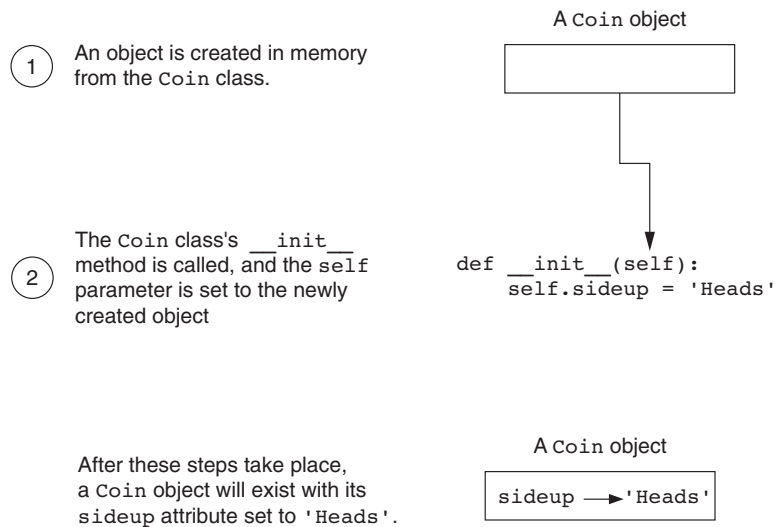 A Coin object
1
An object is created in memory
from the Coin class.
The Coin class's __init__
method is called, and the self
parameter is set to the newly
created object
2
def __init__(self):
self.sideup = 'Heads'
After these steps take place,
a Coin object will exist with its
sideup attribute set to 'Heads'.
A Coin object
sideup 'Heads'